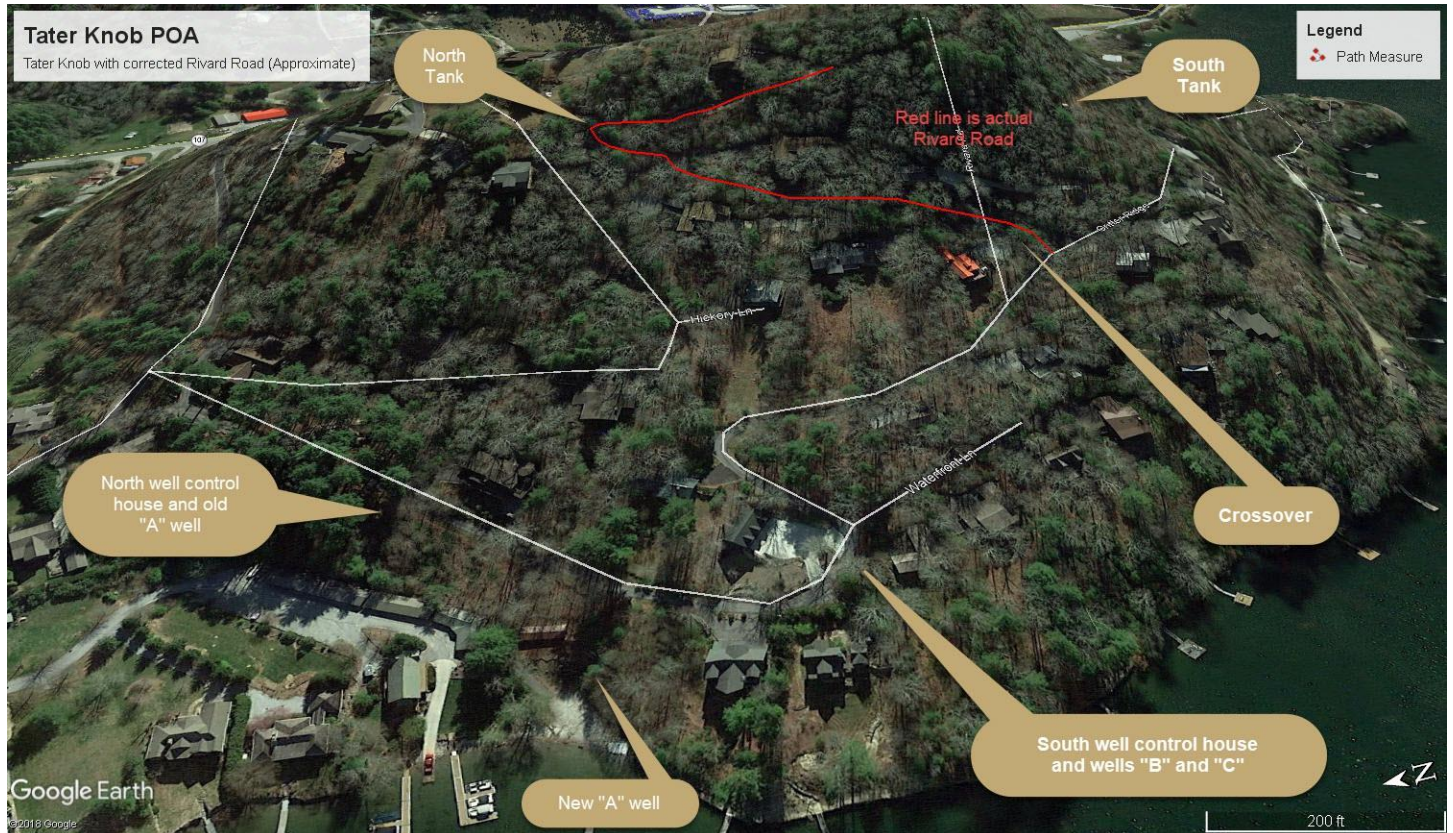 Tater Knob POA
Tater Knob with corrected Rivard Road (Approximate)
North
Tank
South
Tank
Legend
Path Measure
Red line is actual
Rivard Road
107
Hickory Ln
Waterfront Ln
North well control
house and old
"A" well
Crossover
South well control house
and wells "B" and "C"
New "A" well
Google Earth
©2018 Google
N
200 ft